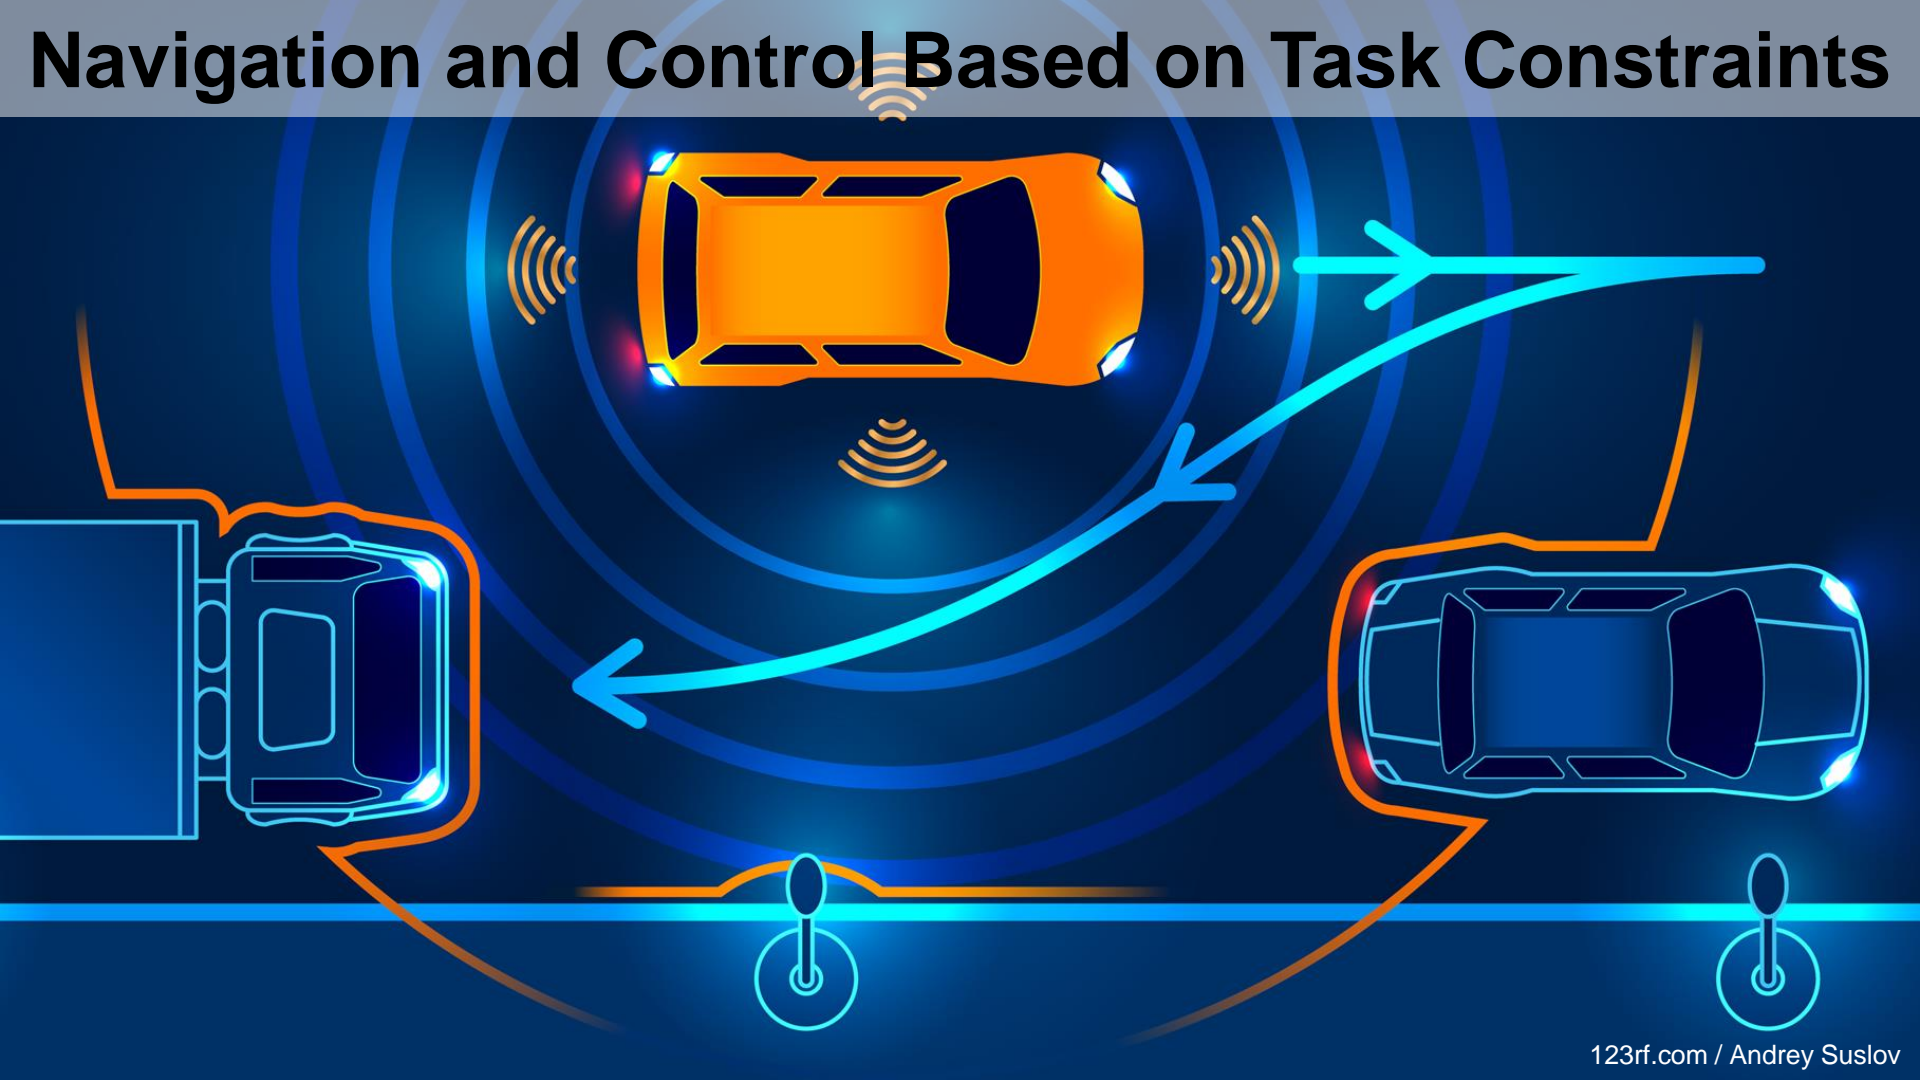 Navigation and Control Based on Task Constraints
123rf.com / Andrey Suslov